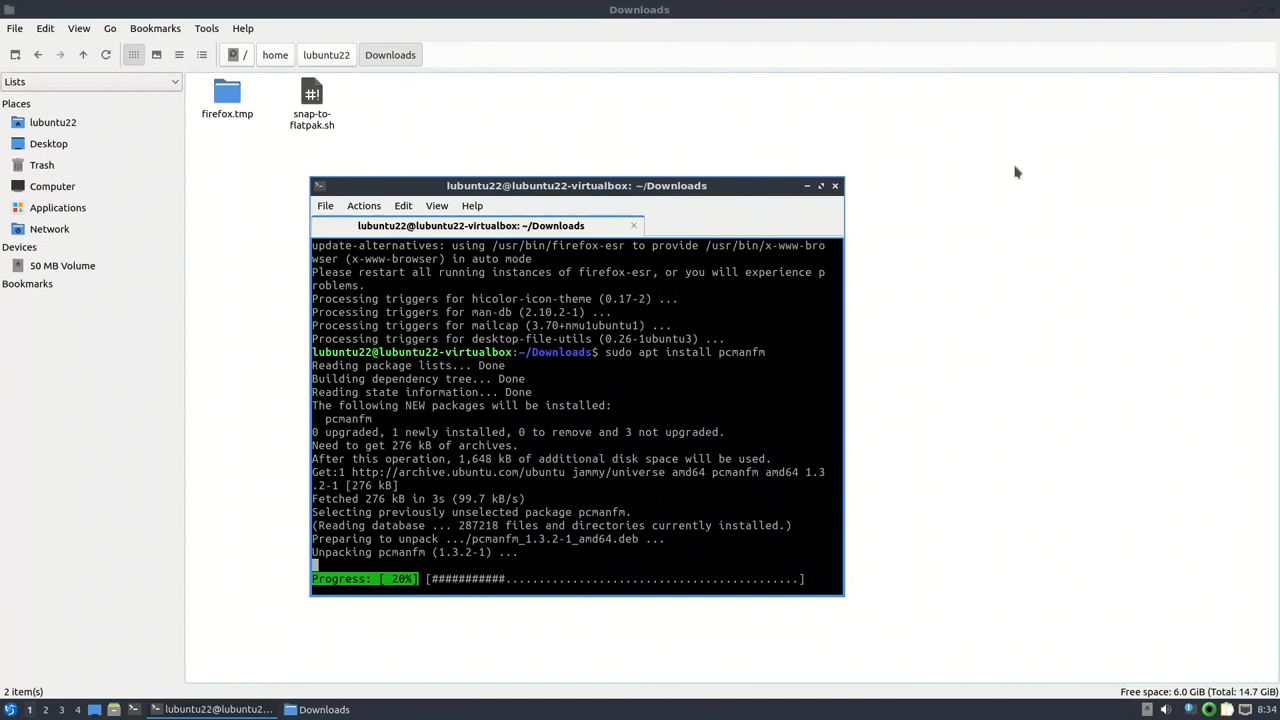 Downloads
File Edit View Go Bookmarks Tools Help
/ home lubuntu22 Downloads
Lists
Places
lubuntu22
Desktop
Trash
Computer
Applications
Network
Devices
50 MB Volume
Bookmarks
firefox.tmp
#!
snap-to-
flatpak.sh
lubuntu22@lubuntu22-virtualbox: ~/Downloads
File Actions Edit View Help
lubuntu22@lubuntu22-virtualbox: ~/Downloads
update-alternatives: using /usr/bin/firefox-esr to provide /usr/bin/x-www-bro
wser (x-www-browser) in auto mode
Please restart all running instances of firefox-esr, or you will experience p
roblems.
Processing triggers for hicolor-icon-theme (0.17-2) ...
Processing triggers for man-db (2.10.2-1) ...
Processing triggers for mailcap (3.70+nmu1ubuntu1) ...
Processing triggers for desktop-file-utils (0.26-1ubuntu3) ...
lubuntu22@lubuntu22-virtualbox:~/Downloads$ sudo apt install pcmanfm
Reading package lists... Done
Building dependency tree... Done
Reading state information... Done
The following NEW packages will be installed:
pcmanfm
0 upgraded, 1 newly installed, 0 to remove and 3 not upgraded.
Need to get 276 kB of archives.
After this operation, 1,648 kB of additional disk space will be used.
Get:1 http://archive.ubuntu.com/ubuntu jammy/universe amd64 pcmanfm amd64 1.3
.2-1 [276 kB]
Fetched 276 kB in 3s (99.7 kB/s)
Selecting previously unselected package pcmanfm.
(Reading database ... 287218 files and directories currently installed.)
Preparing to unpack .../pcmanfm_1.3.2-1_amd64.deb ...
Unpacking pcmanfm (1.3.2-1) ...
Progress: [ 20%] [###########............................................]
2 item(s)
Free space: 6.0 GiB (Total: 14.7 GiB)
1 2 3 4 lubuntu22@lubuntu2... Downloads 8:34